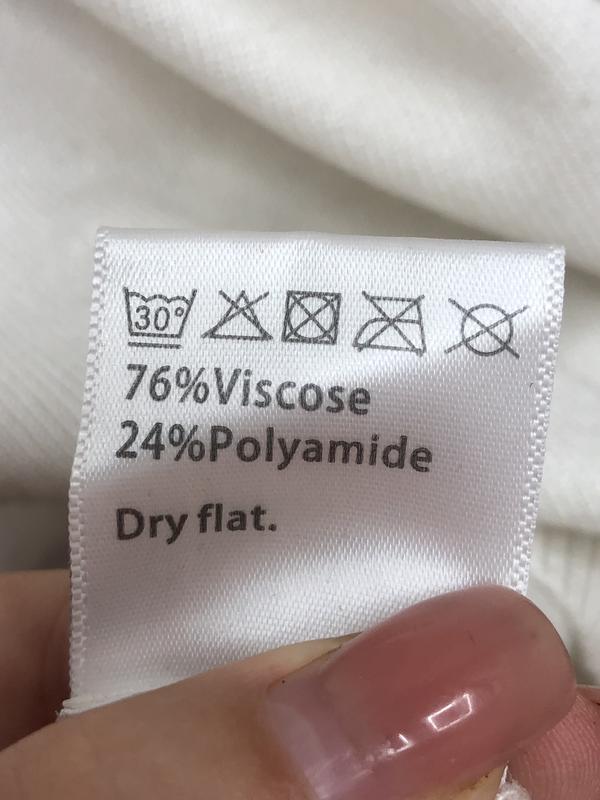 30°
76%Viscose
24%Polyamide
Dry flat.